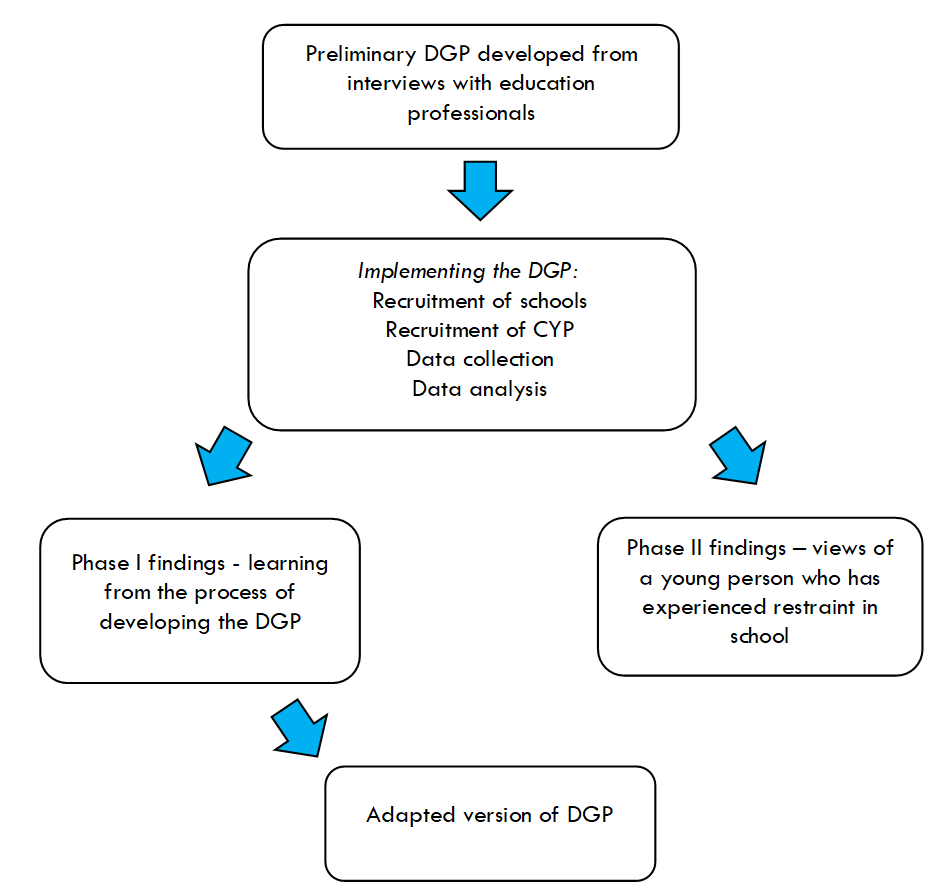 Preliminary DGP developed from
interviews with education
professionals
Implementing the DGP:
Recruitment of schools
Recruitment of CYP
Data collection
Data analysis
Phase I findings - learning
from the process of
developing the DGP
Phase II findings – views of
a young person who has
experienced restraint in
school
Adapted version of DGP